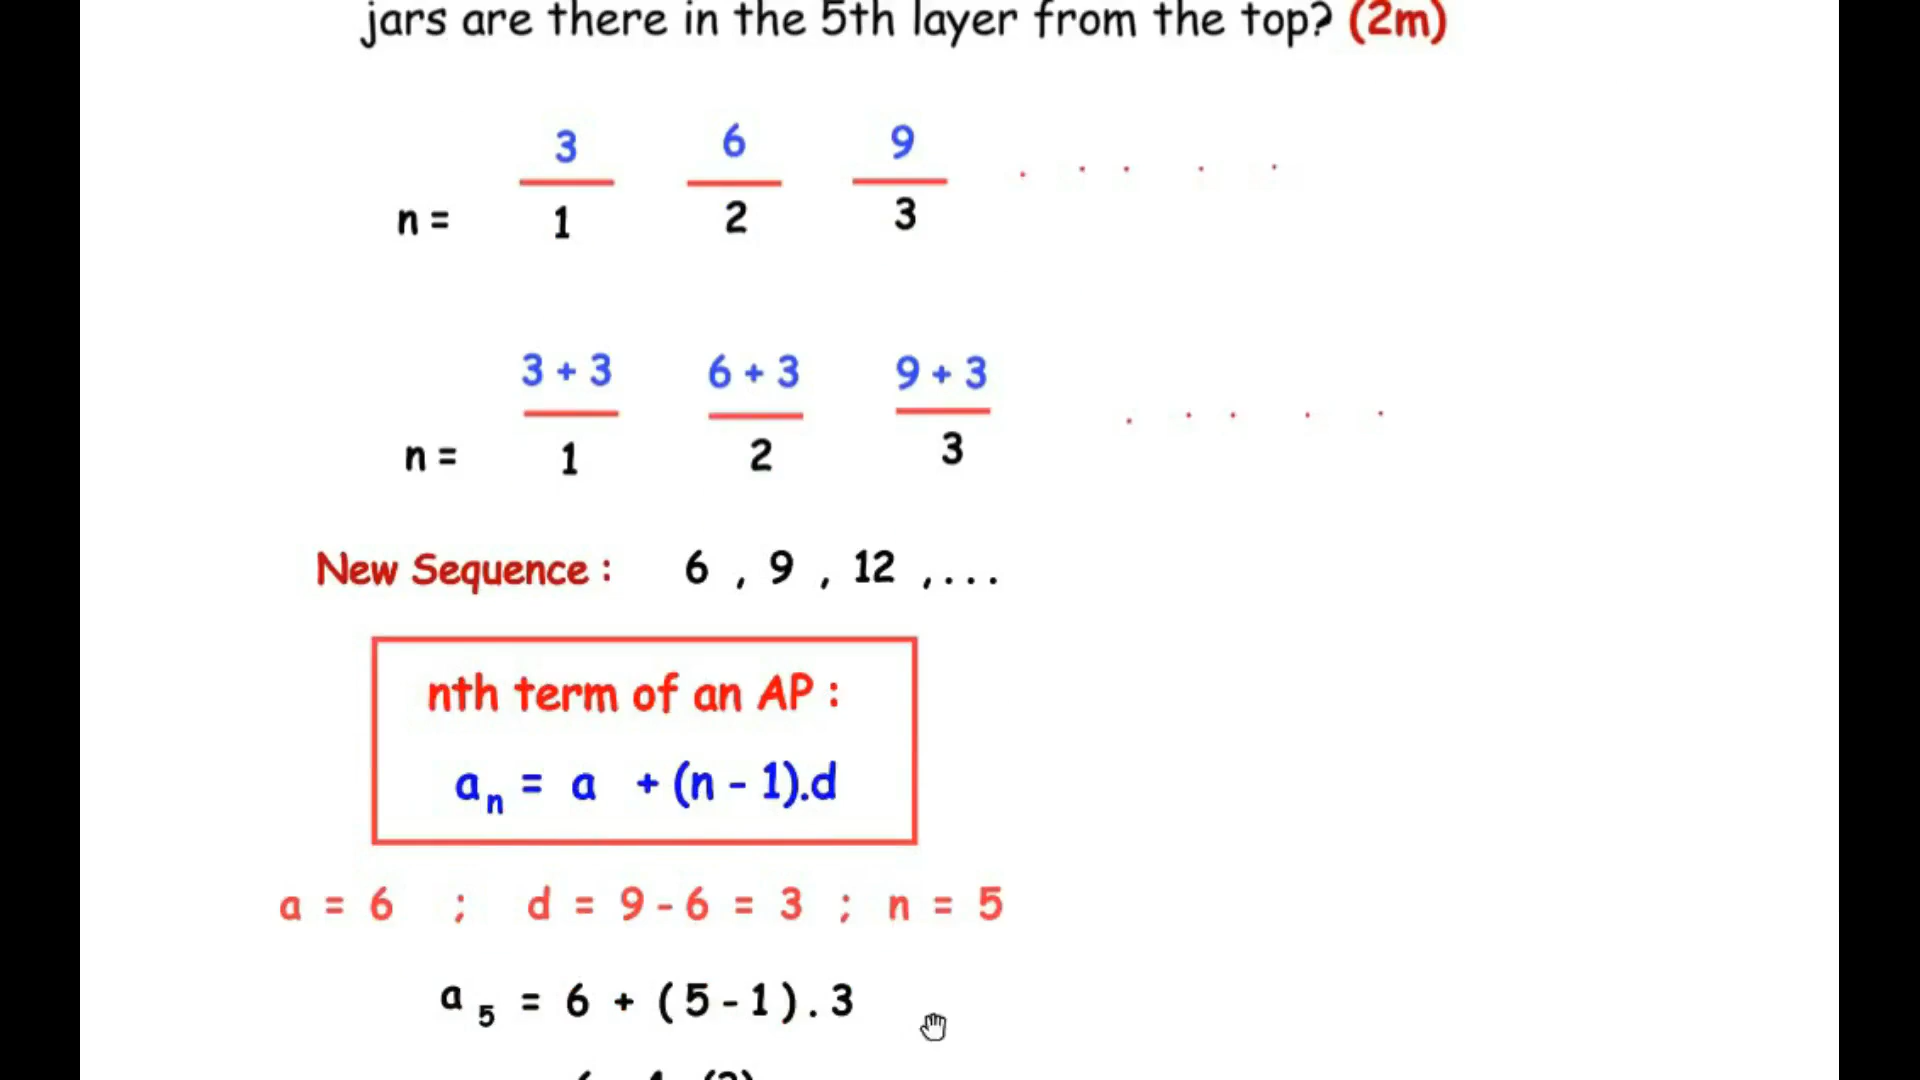 jars are there in the 5th layer from the top? (2m)
3 6 9 . . . . .
n = 1 2 3
3 + 3 6 + 3 9 + 3 . . . . .
n = 1 2 3
New Sequence : 6 , 9 , 12 , . . .
nth term of an AP :
an = a + (n - 1).d
a = 6 ; d = 9 - 6 = 3 ; n = 5
a 5 = 6 + ( 5 - 1 ) . 3